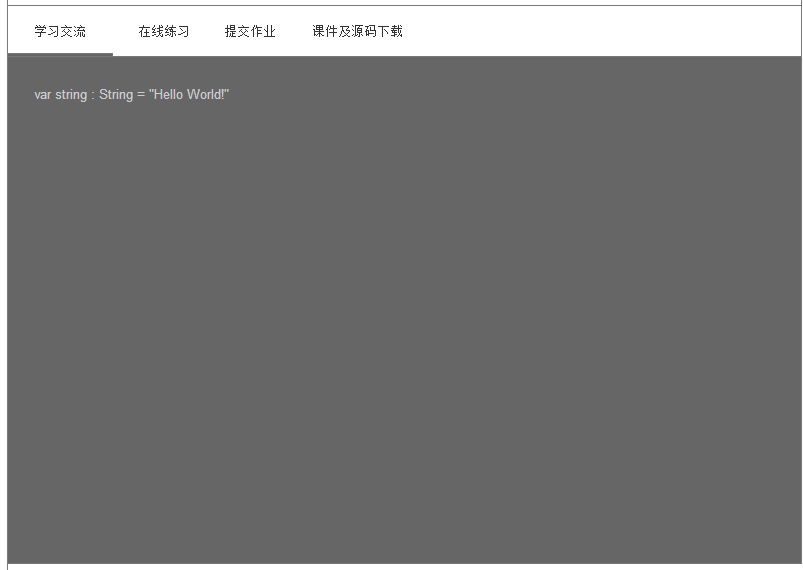 学习交流 在线练习 提交作业 课件及源码下载
var string : String = "Hello World!"